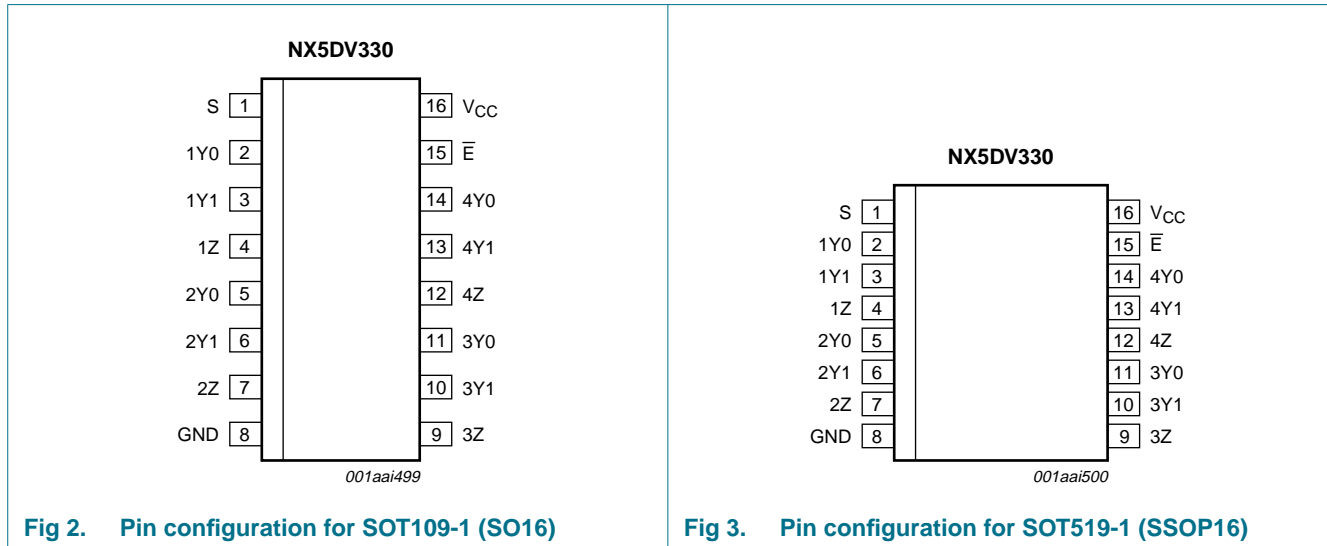 NX5DV330
S 1 16 VCC
1Y0 2 15 E̅
1Y1 3 14 4Y0
1Z 4 13 4Y1
2Y0 5 12 4Z
2Y1 6 11 3Y0
2Z 7 10 3Y1
GND 8 9 3Z
001aai499
Fig 2. Pin configuration for SOT109-1 (SO16)
NX5DV330
S 1 16 VCC
1Y0 2 15 E̅
1Y1 3 14 4Y0
1Z 4 13 4Y1
2Y0 5 12 4Z
2Y1 6 11 3Y0
2Z 7 10 3Y1
GND 8 9 3Z
001aai500
Fig 3. Pin configuration for SOT519-1 (SSOP16)